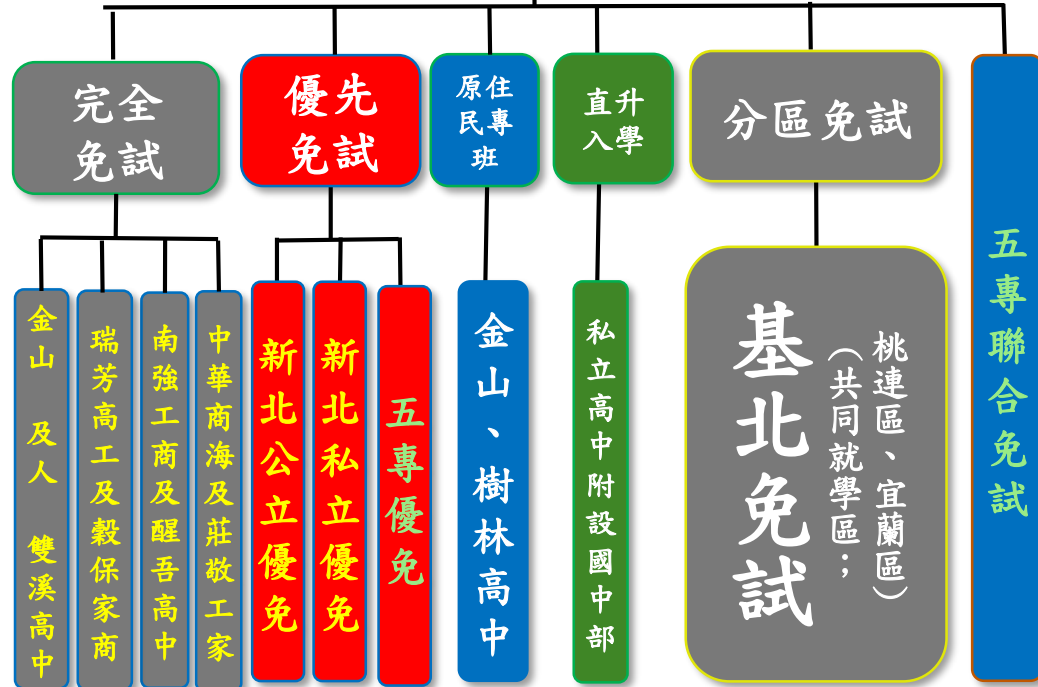 完全
免試
優先
免試
原住
民專
班
直升
入學
分區免試
五專聯合免試
金山 及人 雙溪高中
瑞芳高工及穀保家商
南強工商及醒吾高中
中華商海及莊敬工家
新北公立優免
新北私立優免
五專優免
金山、樹林高中
私立高中附設國中部
基北免試
（共同就學區；
桃連區、宜蘭區）